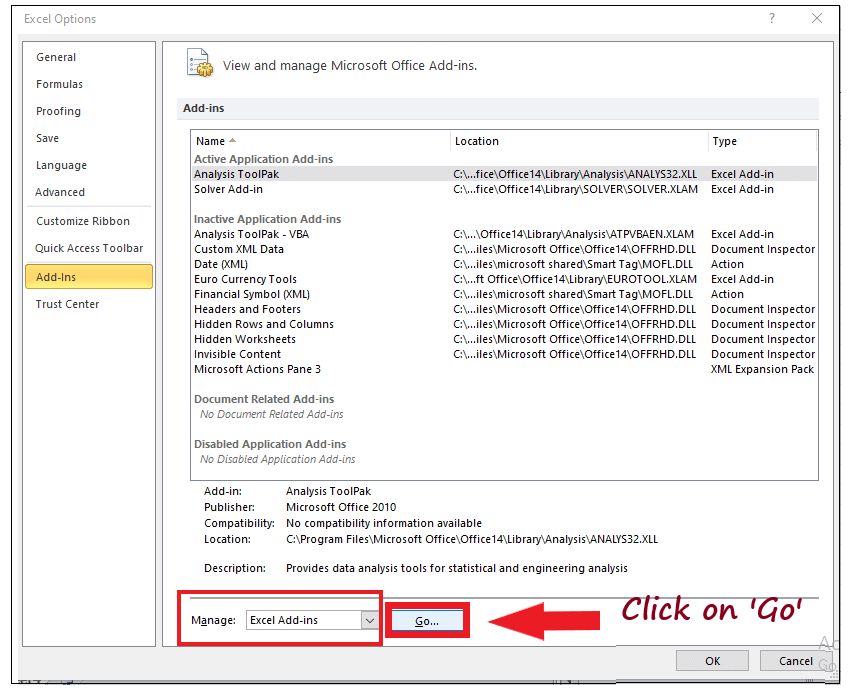 Excel Options
General
Formulas
Proofing
Save
Language
Advanced
Customize Ribbon
Quick Access Toolbar
Add-Ins
Trust Center
View and manage Microsoft Office Add-ins.
Add-ins
Name Location Type
Active Application Add-ins
Analysis ToolPak C:\...fice\Office14\Library\Analysis\ANALYS32.XLL Excel Add-in
Solver Add-in C:\...fice\Office14\Library\SOLVER\SOLVER.XLAM Excel Add-in
Inactive Application Add-ins
Analysis ToolPak - VBA C:\...\Office14\Library\Analysis\ATPVBAEN.XLAM Excel Add-in
Custom XML Data C:\...iles\Microsoft Office\Office14\OFFRHD.DLL Document Inspector
Date (XML) C:\...iles\microsoft shared\Smart Tag\MOFL.DLL Action
Euro Currency Tools C:\...ft Office\Office14\Library\EUROTOOL.XLAM Excel Add-in
Financial Symbol (XML) C:\...iles\microsoft shared\Smart Tag\MOFL.DLL Action
Headers and Footers C:\...iles\Microsoft Office\Office14\OFFRHD.DLL Document Inspector
Hidden Rows and Columns C:\...iles\Microsoft Office\Office14\OFFRHD.DLL Document Inspector
Hidden Worksheets C:\...iles\Microsoft Office\Office14\OFFRHD.DLL Document Inspector
Invisible Content C:\...iles\Microsoft Office\Office14\OFFRHD.DLL Document Inspector
Microsoft Actions Pane 3 XML Expansion Pack
Document Related Add-ins
No Document Related Add-ins
Disabled Application Add-ins
No Disabled Application Add-ins
Add-in: Analysis ToolPak
Publisher: Microsoft Office 2010
Compatibility: No compatibility information available
Location: C:\Program Files\Microsoft Office\Office14\Library\Analysis\ANALYS32.XLL
Description: Provides data analysis tools for statistical and engineering analysis
Manage: Excel Add-ins Go...
Click on 'Go'
OK Cancel